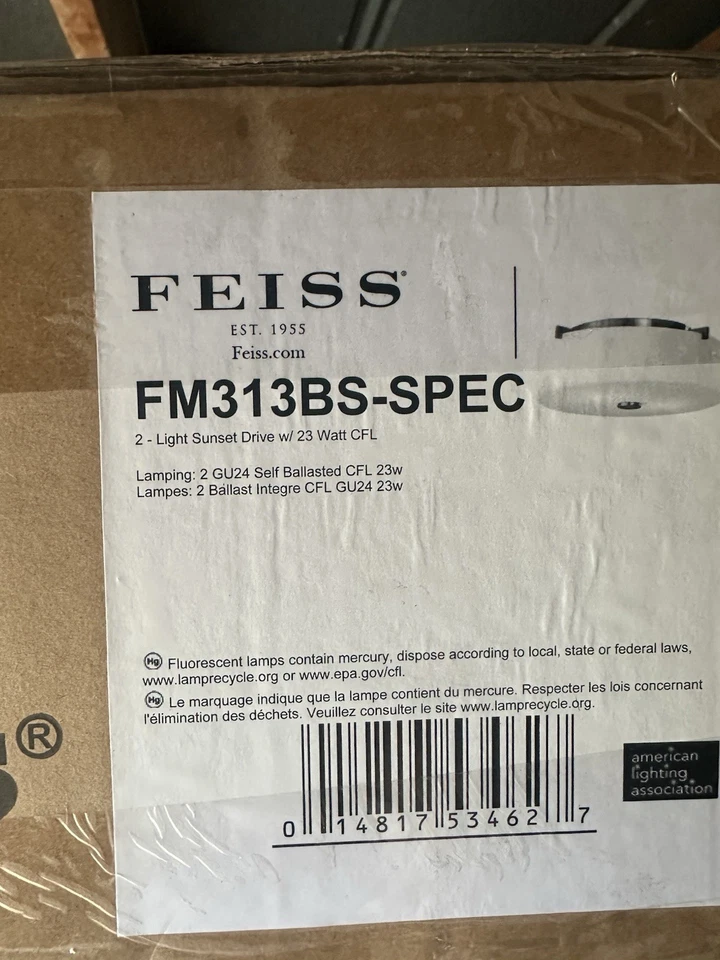 FEISS®
EST. 1955
Feiss.com
FM313BS-SPEC
2 - Light Sunset Drive w/ 23 Watt CFL
Lamping: 2 GU24 Self Ballasted CFL 23w
Lampes: 2 Ballast Integre CFL GU24 23w
Hg Fluorescent lamps contain mercury, dispose according to local, state or federal laws,
www.lamprecycle.org or www.epa.gov/cfl.
Hg Le marquage indique que la lampe contient du mercure. Respecter les lois concernant
l'élimination des déchets. Veuillez consulter le site www.lamprecycle.org.
S®
american
lighting
association
0 14817 53462 7